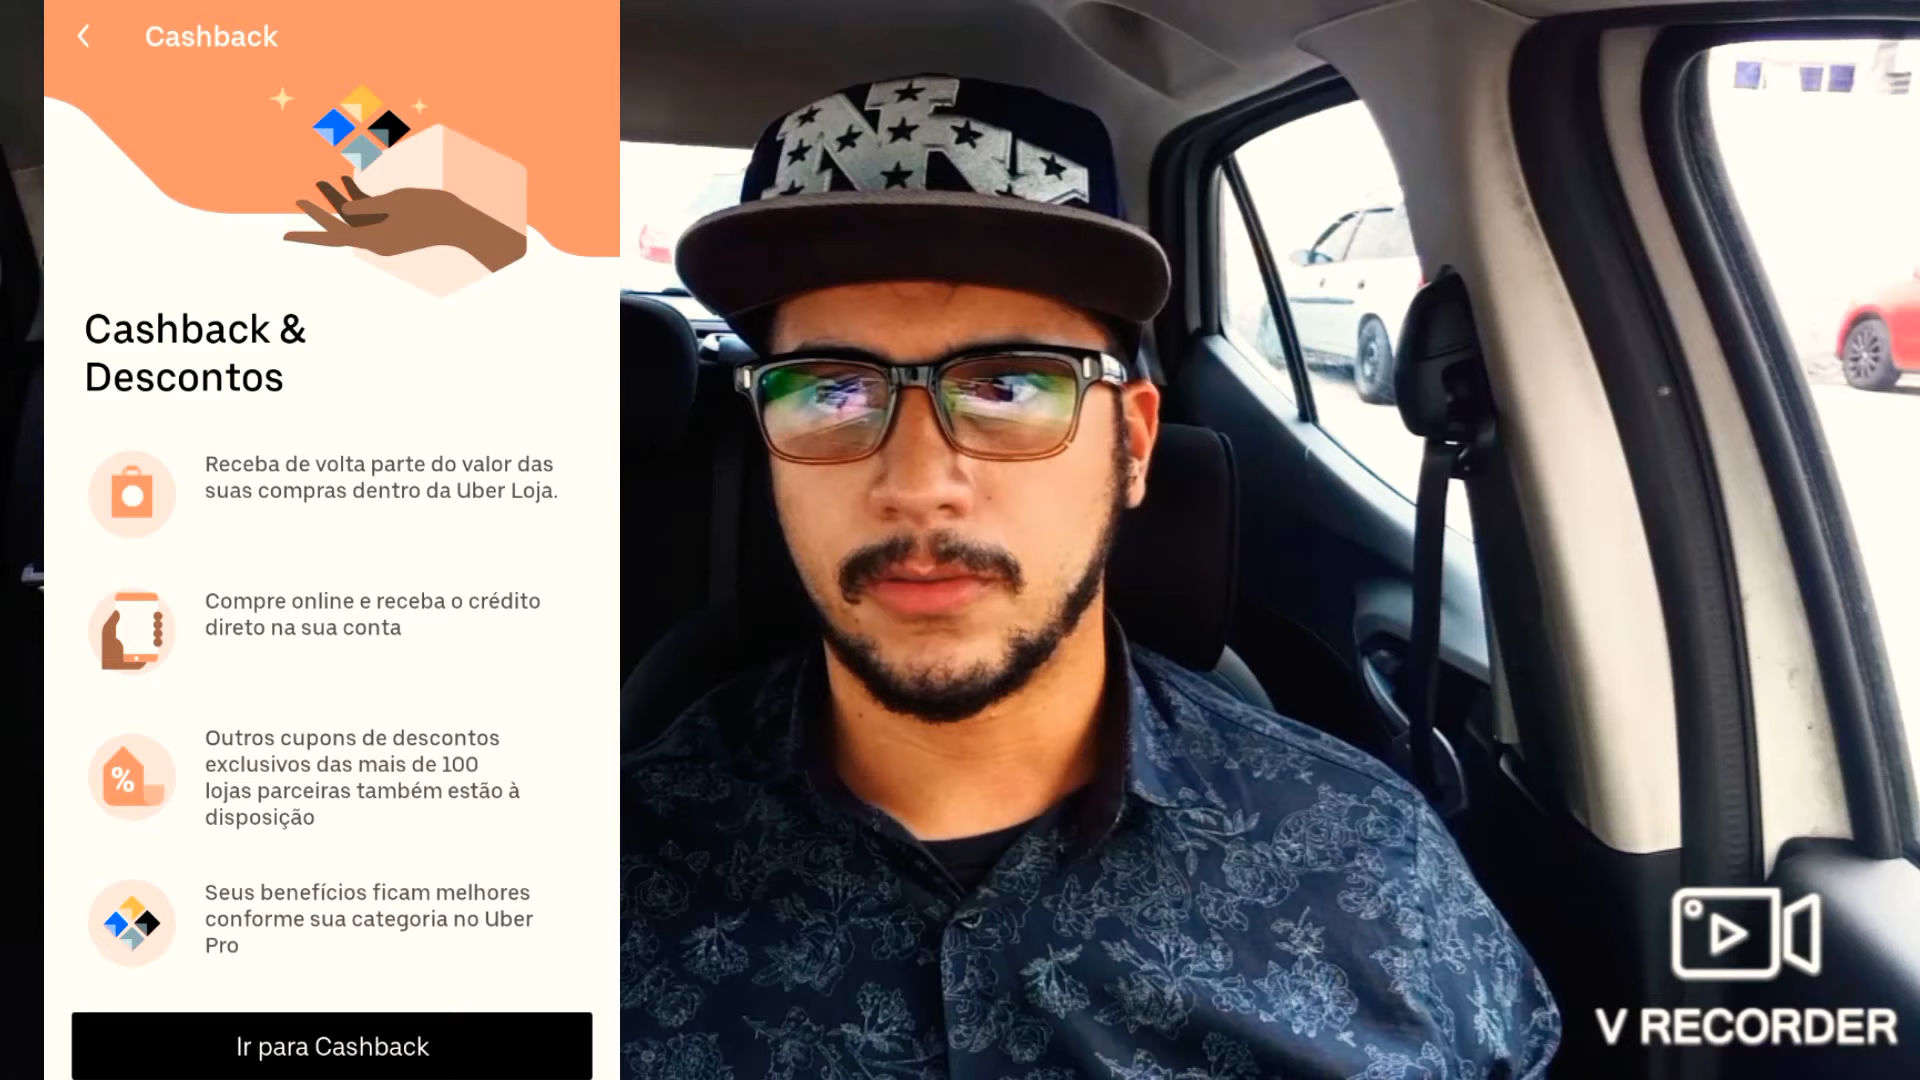 Cashback
Cashback &
Descontos
Receba de volta parte do valor das
suas compras dentro da Uber Loja.
Compre online e receba o crédito
direto na sua conta
%
Outros cupons de descontos
exclusivos das mais de 100
lojas parceiras também estão à
disposição
Seus benefícios ficam melhores
conforme sua categoria no Uber
Pro
Ir para Cashback
V RECORDER